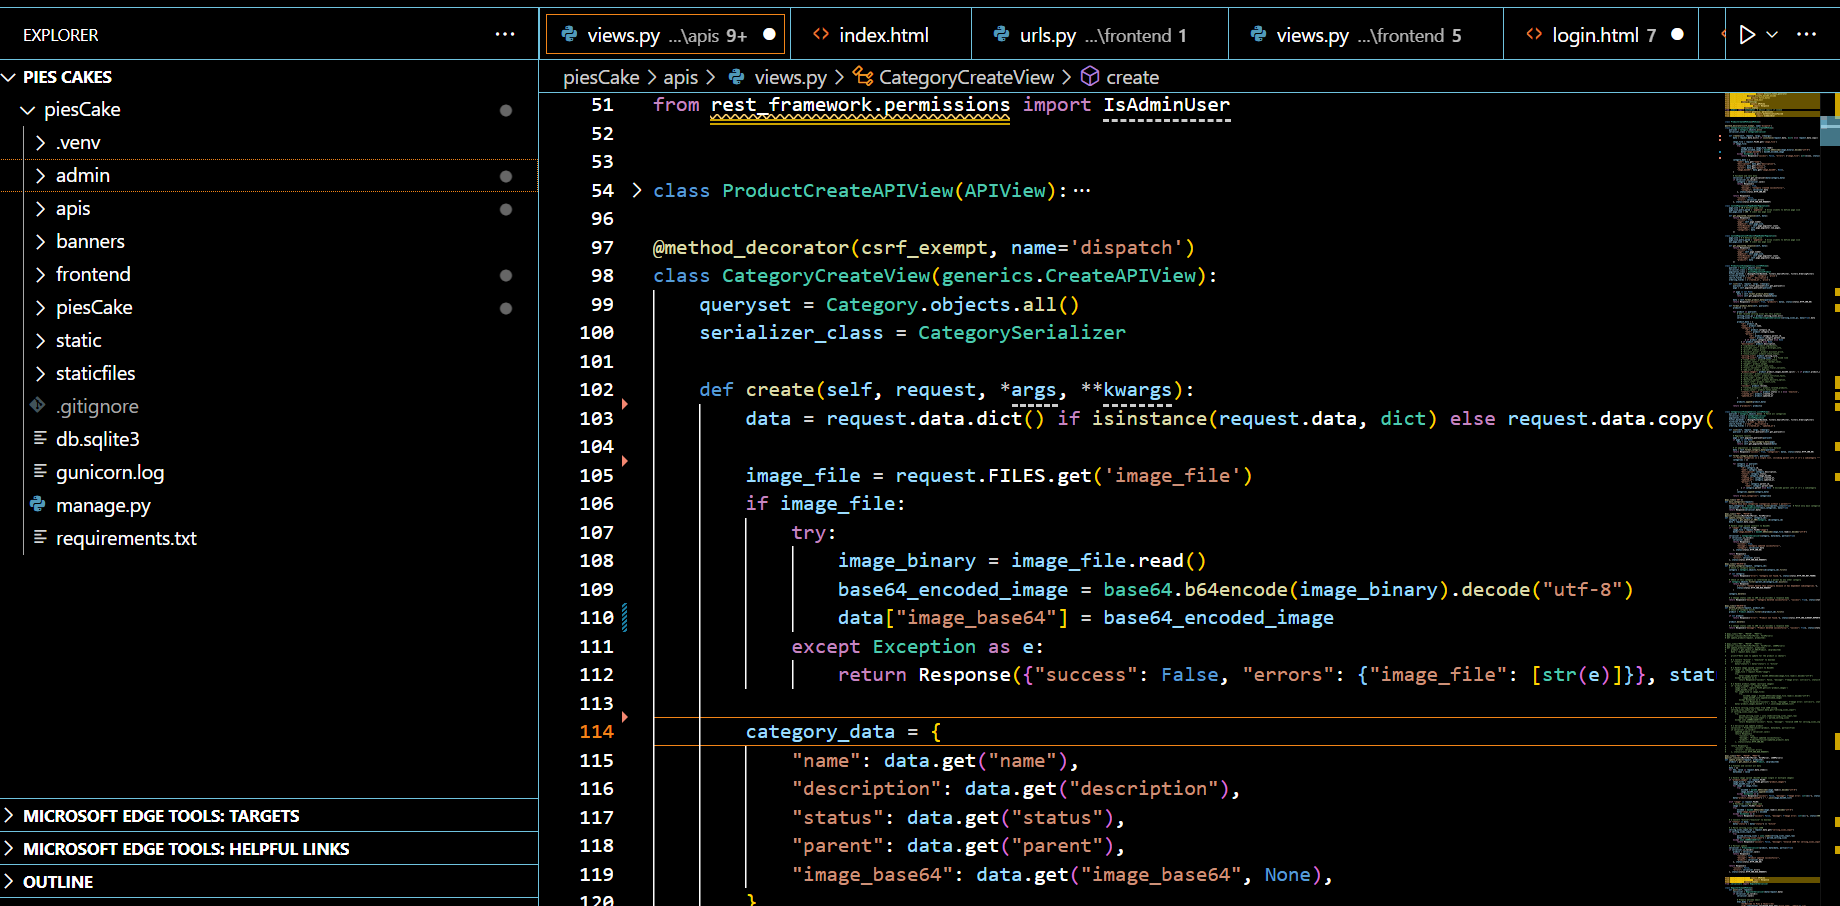 EXPLORER
PIES CAKES
piesCake
.venv
admin
apis
banners
frontend
piesCake
static
staticfiles
.gitignore
db.sqlite3
gunicorn.log
manage.py
requirements.txt
MICROSOFT EDGE TOOLS: TARGETS
MICROSOFT EDGE TOOLS: HELPFUL LINKS
OUTLINE
views.py ...\apis 9+ index.html urls.py ...\frontend 1 views.py ...\frontend 5 login.html 7
piesCake > apis > views.py > CategoryCreateView > create
51 from rest_framework.permissions import IsAdminUser
52
53
54 class ProductCreateAPIView(APIView):···
96
97 @method_decorator(csrf_exempt, name='dispatch')
98 class CategoryCreateView(generics.CreateAPIView):
99 queryset = Category.objects.all()
100 serializer_class = CategorySerializer
101
102 def create(self, request, *args, **kwargs):
103 data = request.data.dict() if isinstance(request.data, dict) else request.data.copy(
104
105 image_file = request.FILES.get('image_file')
106 if image_file:
107 try:
108 image_binary = image_file.read()
109 base64_encoded_image = base64.b64encode(image_binary).decode("utf-8")
110 data["image_base64"] = base64_encoded_image
111 except Exception as e:
112 return Response({"success": False, "errors": {"image_file": [str(e)]}}, stat
113
114 category_data = {
115 "name": data.get("name"),
116 "description": data.get("description"),
117 "status": data.get("status"),
118 "parent": data.get("parent"),
119 "image_base64": data.get("image_base64", None),
120 }